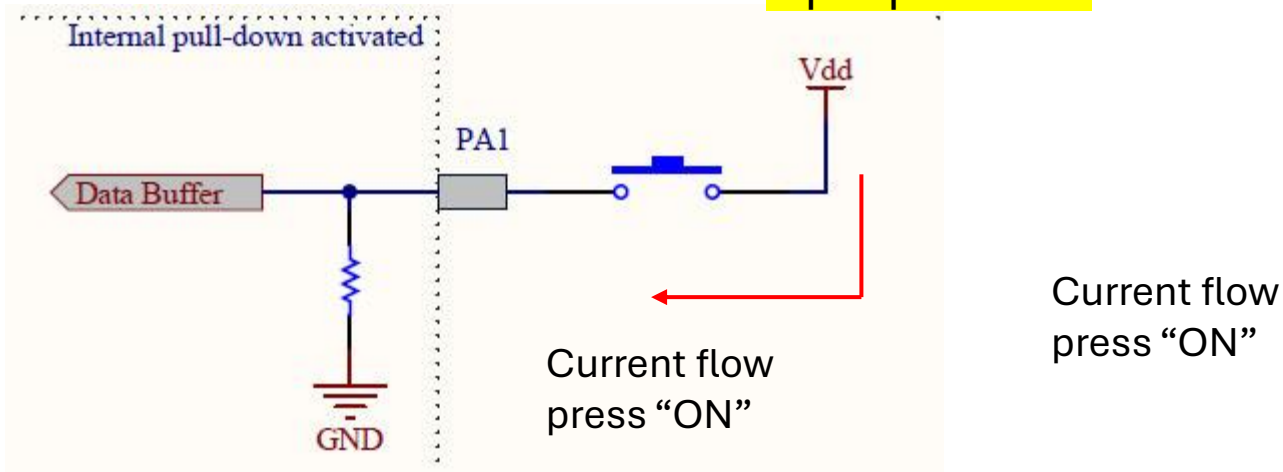 Internal pull-down activated
Vdd
PA1
Data Buffer
GND
Current flow
press “ON”
Current flow
press “ON”